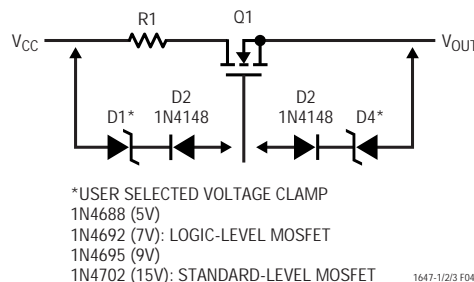 R1
Q1
VCC
VOUT
D1*
D2
1N4148
D2
1N4148
D4*
*USER SELECTED VOLTAGE CLAMP
1N4688 (5V)
1N4692 (7V): LOGIC-LEVEL MOSFET
1N4695 (9V)
1N4702 (15V): STANDARD-LEVEL MOSFET
1647-1/2/3 F04